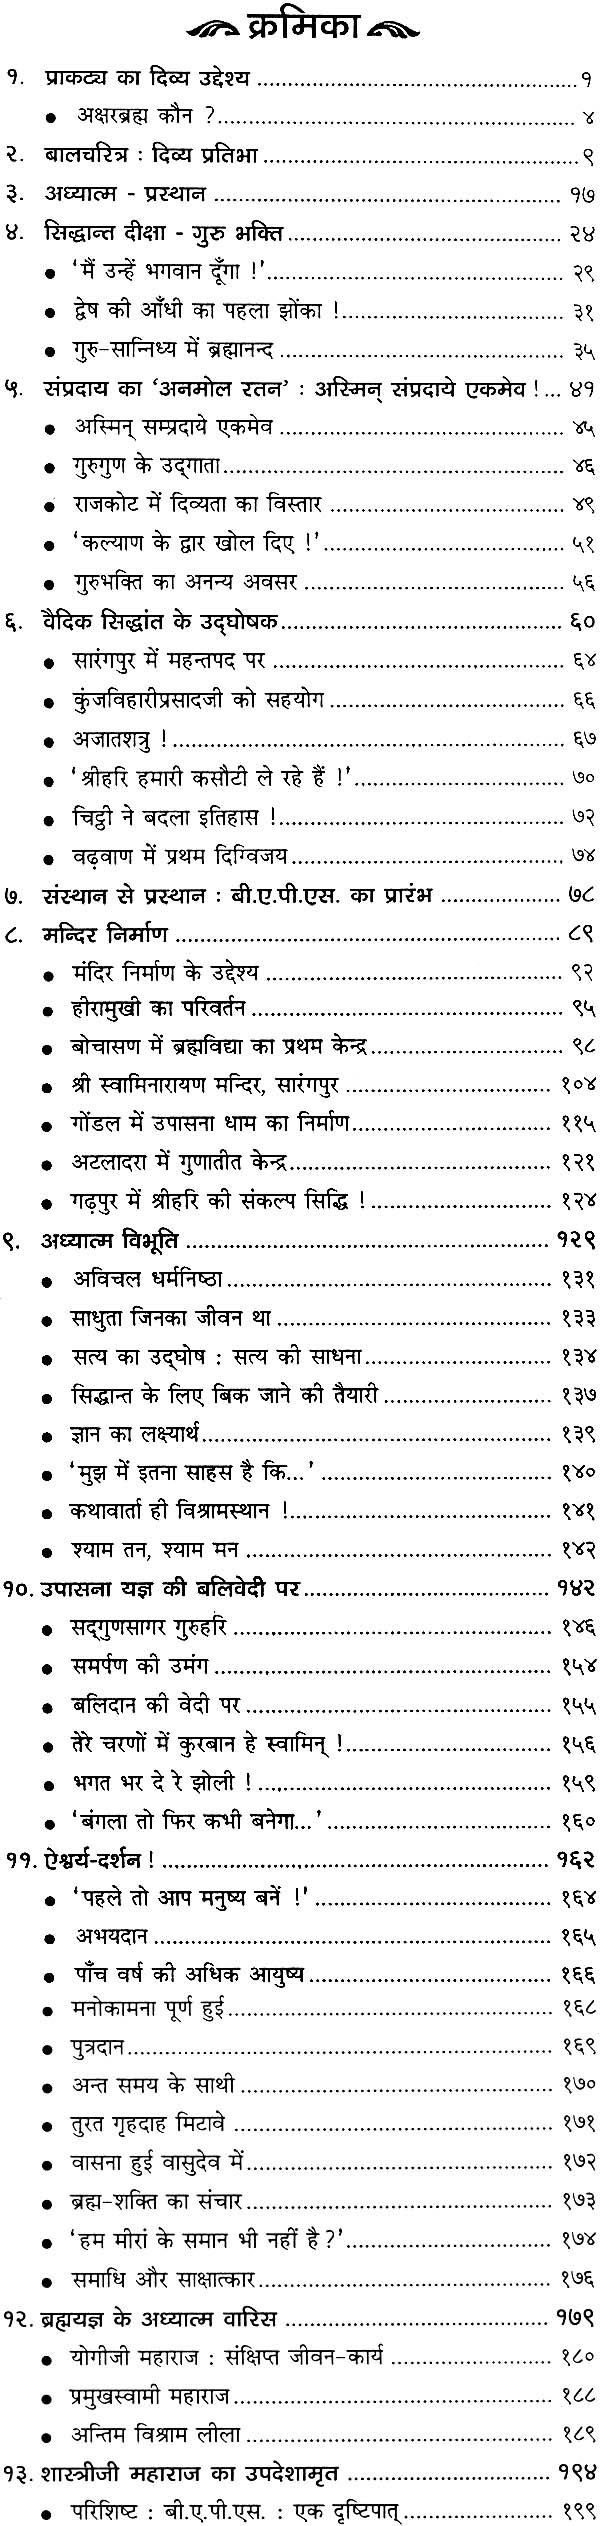 क्रमिका
१. प्राकट्य का दिव्य उद्देश्य ........ १
• अक्षरब्रह्म कौन ?........ ४
२. बालचरित्र : दिव्य प्रतिभा ........ ९
३. अध्यात्म - प्रस्थान ........ १७
४. सिद्धान्त दीक्षा - गुरु भक्ति........ २४
• 'मैं उन्हें भगवान दूँगा !'........ २९
• द्वेष की आँधी का पहला झोंका !........ ३१
• गुरु-सान्निध्य में ब्रह्मानन्द ........ ३५
५. संप्रदाय का 'अनमोल रतन' : अस्मिन् संप्रदाये एकमेव ! ... ४१
• अस्मिन् सम्प्रदाये एकमेव ........ ४५
• गुरुगुण के उद्‌गाता........ ४६
• राजकोट में दिव्यता का विस्तार ........ ४९
• 'कल्याण के द्वार खोल दिए !'........ ५१
• गुरुभक्ति का अनन्य अवसर ........ ५६
६. वैदिक सिद्धांत के उद्‌घोषक........ ६०
• सारंगपुर में महन्तपद पर ........ ६४
• कुंजविहारीप्रसादजी को सहयोग ........ ६६
• अजातशत्रु !........ ६७
• 'श्रीहरि हमारी कसौटी ले रहे हैं !'........ ७०
• चिट्ठी ने बदला इतिहास !........ ७२
• वढ़वाण में प्रथम दिग्विजय........ ७४
७. संस्थान से प्रस्थान : बी.ए.पी.एस. का प्रारंभ ........ ७८
८. मन्दिर निर्माण ........ ८९
• मंदिर निर्माण के उद्देश्य ........ ९२
• हीरामुखी का परिवर्तन ........ ९५
• बोचासण में ब्रह्मविद्या का प्रथम केन्द्र........ ९८
• श्री स्वामिनारायण मन्दिर, सारंगपुर ........ १०४
• गोंडल में उपासना धाम का निर्माण........ ११५
• अटलादरा में गुणातीत केन्द्र........ १२१
• गढ़पुर में श्रीहरि की संकल्प सिद्धि !........ १२४
९. अध्यात्म विभूति ........ १२९
• अविचल धर्मनिष्ठा........ १३१
• साधुता जिनका जीवन था ........ १३३
• सत्य का उद्‌घोष : सत्य की साधना........ १३४
• सिद्धान्त के लिए बिक जाने की तैयारी ........ १३७
• ज्ञान का लक्ष्यार्थ........ १३९
• 'मुझ में इतना साहस है कि...' ........ १४०
• कथावार्ता ही विश्रामस्थान !........ १४१
• श्याम तन, श्याम मन ........ १४२
१०. उपासना यज्ञ की बलिवेदी पर ........ १४२
• सद्‌गुणसागर गुरुहरि ........ १४६
• समर्पण की उमंग ........ १५४
• बलिदान की वेदी पर ........ १५५
• तेरे चरणों में कुरबान हे स्वामिन् !........ १५६
• भगत भर दे रे झोली !........ १५९
• 'बंगला तो फिर कभी बनेगा...' ........ १६०
११. ऐश्वर्य-दर्शन ! ........ १६२
• 'पहले तो आप मनुष्य बनें !' ........ १६४
• अभयदान ........ १६५
• पाँच वर्ष की अधिक आयुष्य ........ १६६
• मनोकामना पूर्ण हुई ........ १६८
• पुत्रदान........ १६९
• अन्त समय के साथी ........ १७०
• तुरत गृहदाह मिटावे ........ १७१
• वासना हुई वासुदेव में........ १७२
• ब्रह्म-शक्ति का संचार........ १७३
• 'हम मीरां के समान भी नहीं है ?'........ १७४
• समाधि और साक्षात्कार........ १७६
१२. ब्रह्मयज्ञ के अध्यात्म वारिस ........ १७९
• योगीजी महाराज : संक्षिप्त जीवन-कार्य ........ १८०
• प्रमुखस्वामी महाराज........ १८८
• अन्तिम विश्राम लीला ........ १८९
१३. शास्त्रीजी महाराज का उपदेशामृत ........ १९४
• परिशिष्ट : बी.ए.पी.एस. : एक दृष्टिपात्........ १९९